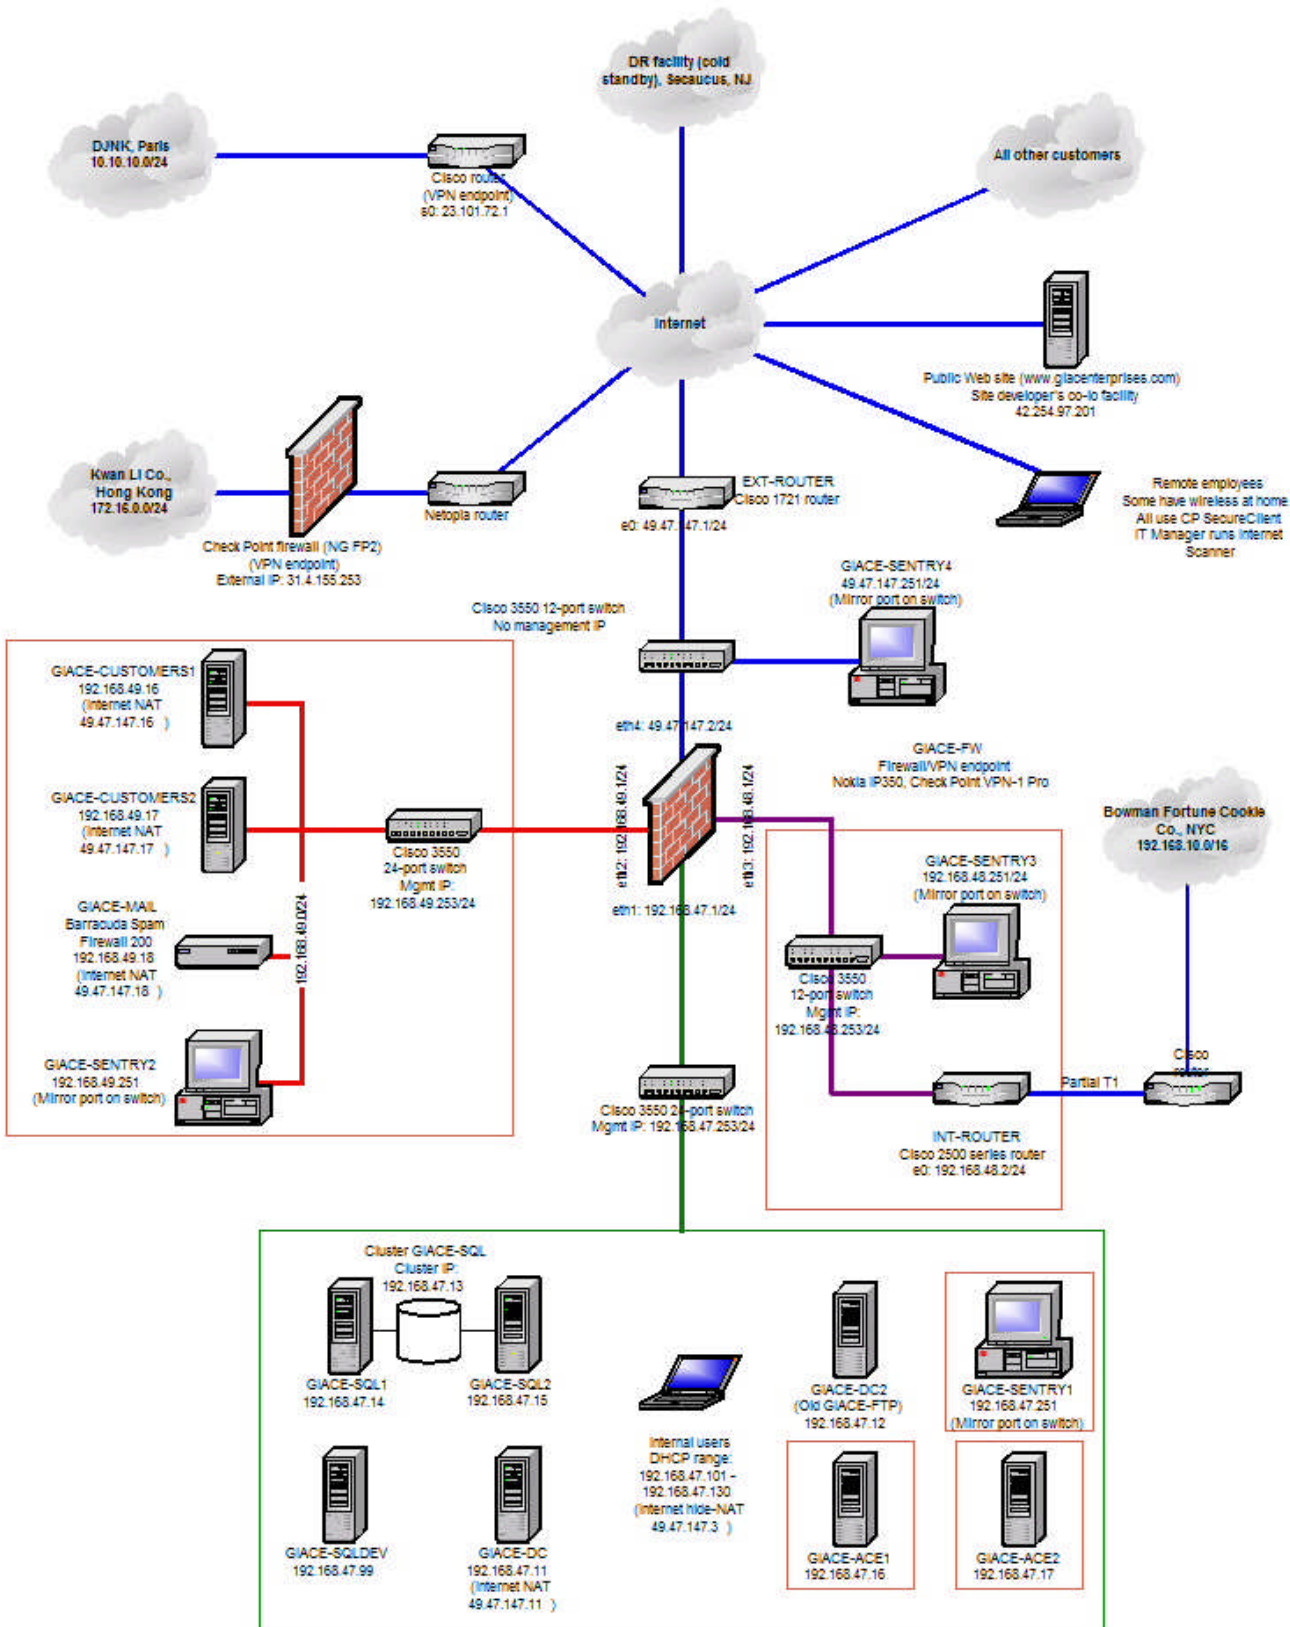 DR facility (cold
standby), Secaucus, NJ
DJNK, Paris
10.10.10.0/24
All other customers
Cisco router
(VPN endpoint)
s0: 23.101.72.1
Internet
Public Web site (www.giacenterprises.com)
Site developer's co-lo facility
42.254.97.201
Kwan Li Co.,
Hong Kong
172.16.0.0/24
Netopia router
EXT-ROUTER
Cisco 1721 router
e0: 49.47.147.1/24
Remote employees
Some have wireless at home
All use CP SecureClient
IT Manager runs Internet
Scanner
Check Point firewall (NG FP2)
(VPN endpoint)
External IP: 31.4.155.253
GIACE-SENTRY4
49.47.147.251/24
(Mirror port on switch)
Cisco 3550 12-port switch
No management IP
GIACE-CUSTOMERS1
192.168.49.16
(Internet NAT
49.47.147.16 )
eth4: 49.47.147.2/24
GIACE-FW
Firewall/VPN endpoint
Nokia IP350, Check Point VPN-1 Pro
eth2: 192.168.49.1/24
eth3: 192.168.48.1/24
GIACE-CUSTOMERS2
192.168.49.17
(Internet NAT
49.47.147.17 )
Cisco 3550
24-port switch
Mgmt IP:
192.168.49.253/24
Bowman Fortune Cookie
Co., NYC
192.168.10.0/16
GIACE-SENTRY3
192.168.48.251/24
(Mirror port on switch)
eth1: 192.168.47.1/24
GIACE-MAIL
Barracuda Spam
Firewall 200
192.168.49.18
(Internet NAT
49.47.147.18 )
192.168.49.0/24
Cisco 3550
12-port switch
Mgmt IP:
192.168.48.253/24
GIACE-SENTRY2
192.168.49.251
(Mirror port on switch)
Cisco
router
Partial T1
Cisco 3550 24-port switch
Mgmt IP: 192.168.47.253/24
INT-ROUTER
Cisco 2500 series router
e0: 192.168.48.2/24
Cluster GIACE-SQL
Cluster IP:
192.168.47.13
GIACE-SQL1
192.168.47.14
GIACE-SQL2
192.168.47.15
GIACE-DC2
(Old GIACE-FTP)
192.168.47.12
GIACE-SENTRY1
192.168.47.251
(Mirror port on switch)
Internal users
DHCP range:
192.168.47.101 -
192.168.47.130
(Internet hide-NAT
49.47.147.3 )
GIACE-SQLDEV
192.168.47.99
GIACE-DC
192.168.47.11
(Internet NAT
49.47.147.11 )
GIACE-ACE1
192.168.47.16
GIACE-ACE2
192.168.47.17